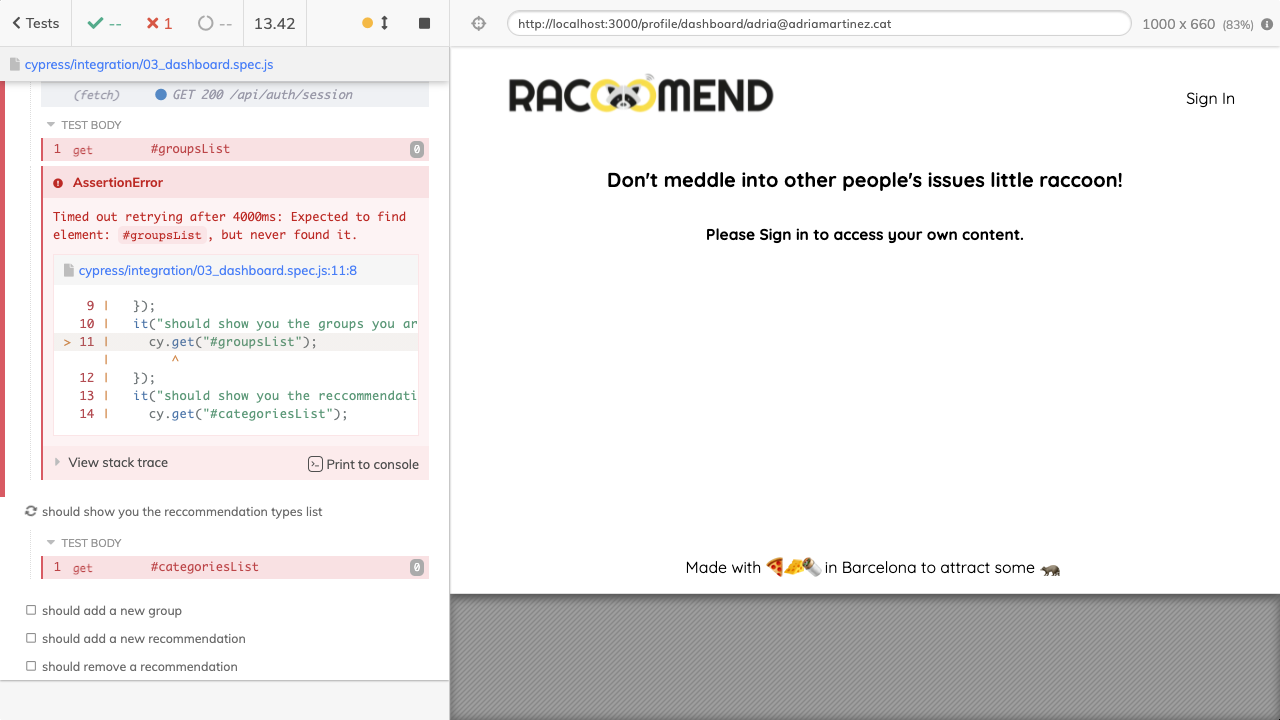 Tests
--
1
--
13.42
http://localhost:3000/profile/dashboard/adria@adriamartinez.cat
1000 x 660 (83%)
cypress/integration/03_dashboard.spec.js
(fetch) GET 200 /api/auth/session
TEST BODY
1 get #groupsList 0
AssertionError
Timed out retrying after 4000ms: Expected to find
element: #groupsList, but never found it.
cypress/integration/03_dashboard.spec.js:11:8
9 | });
10 | it("should show you the groups you ar
> 11 | cy.get("#groupsList");
| ^
12 | });
13 | it("should show you the reccommendati
14 | cy.get("#categoriesList");
View stack trace
Print to console
should show you the reccommendation types list
TEST BODY
1 get #categoriesList 0
should add a new group
should add a new recommendation
should remove a recommendation
RACOOMEND
Sign In
Don't meddle into other people's issues little raccoon!
Please Sign in to access your own content.
Made with 🍕🧀🌯 in Barcelona to attract some 🦡